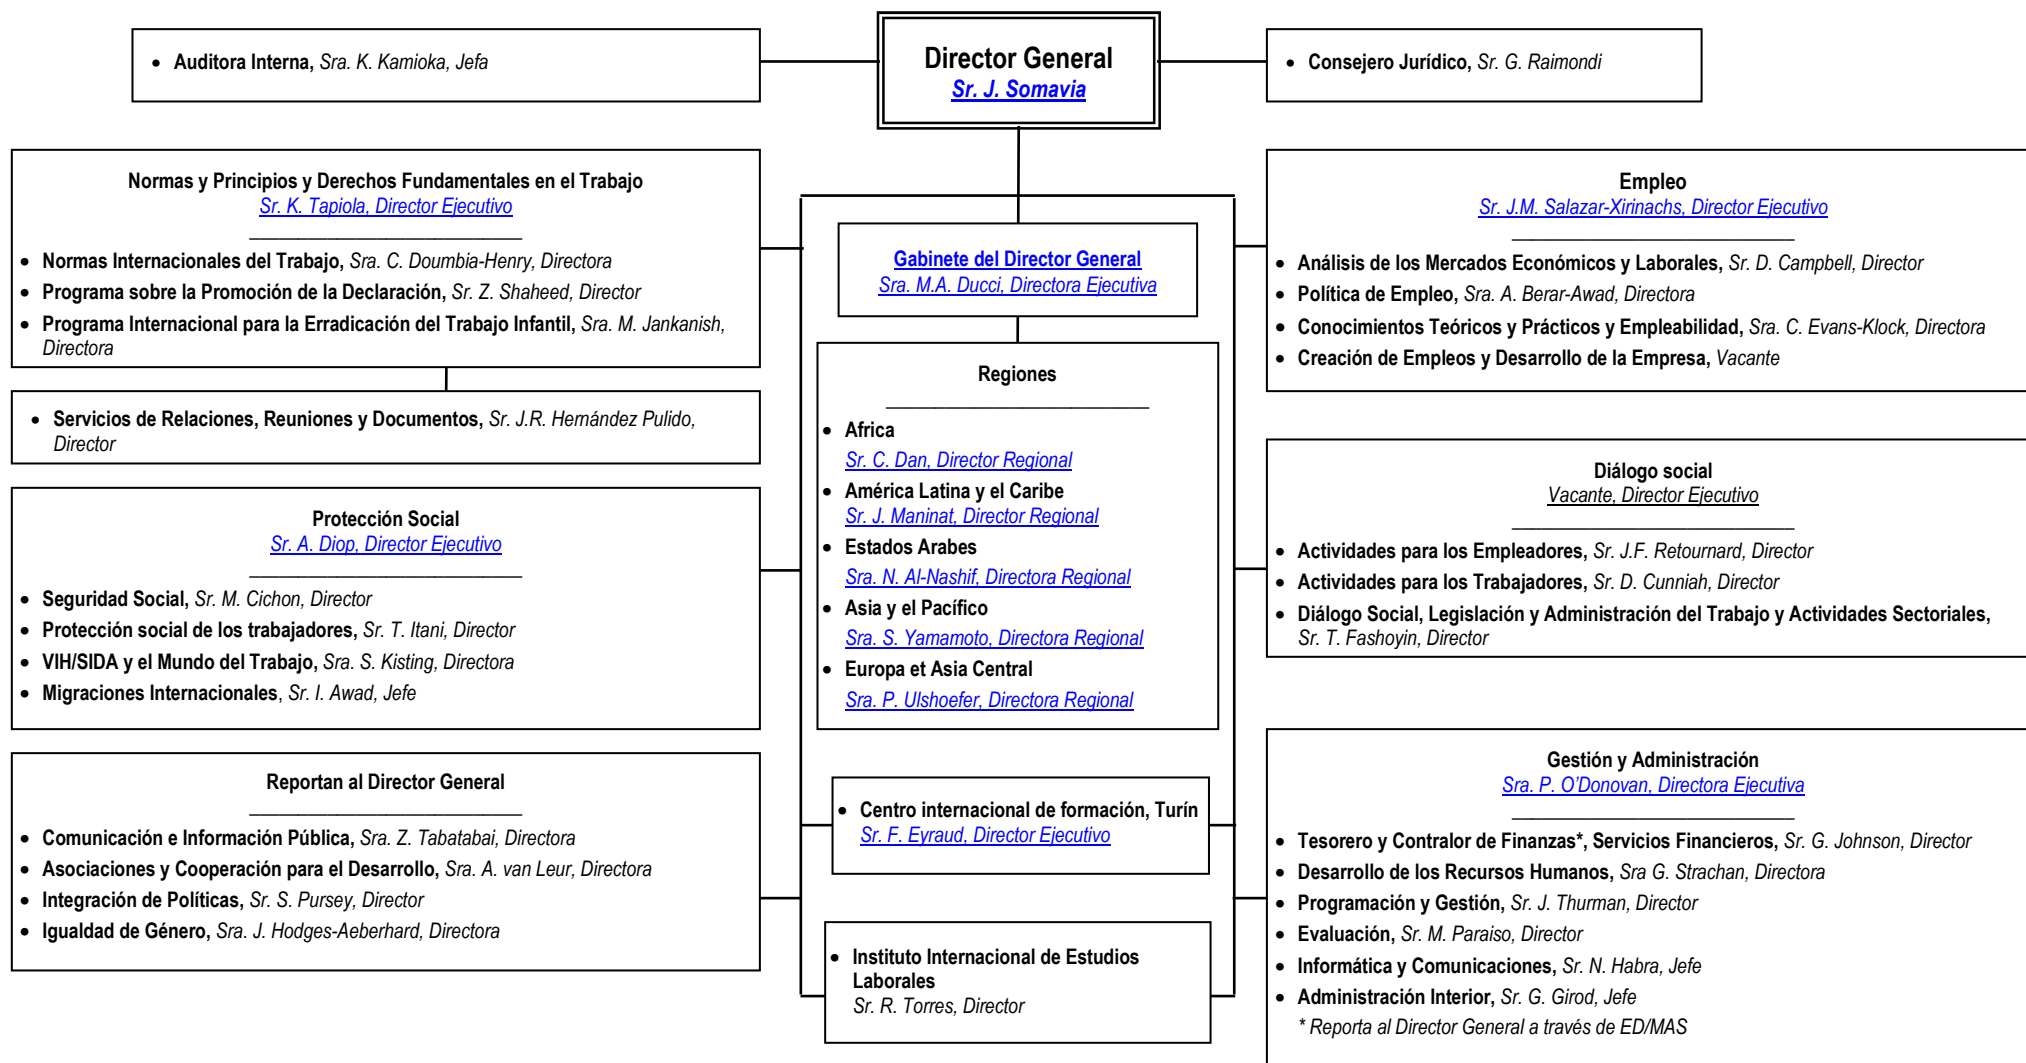 • Auditora Interna, Sra. K. Kamioka, Jefa
Director General
Sr. J. Somavia
• Consejero Jurídico, Sr. G. Raimondi
Normas y Principios y Derechos Fundamentales en el Trabajo
Sr. K. Tapiola, Director Ejecutivo
• Normas Internacionales del Trabajo, Sra. C. Doumbia-Henry, Directora
• Programa sobre la Promoción de la Declaración, Sr. Z. Shaheed, Director
• Programa Internacional para la Erradicación del Trabajo Infantil, Sra. M. Jankanish,
Directora
• Servicios de Relaciones, Reuniones y Documentos, Sr. J.R. Hernández Pulido,
Director
Protección Social
Sr. A. Diop, Director Ejecutivo
• Seguridad Social, Sr. M. Cichon, Director
• Protección social de los trabajadores, Sr. T. Itani, Director
• VIH/SIDA y el Mundo del Trabajo, Sra. S. Kisting, Directora
• Migraciones Internacionales, Sr. I. Awad, Jefe
Reportan al Director General
• Comunicación e Información Pública, Sra. Z. Tabatabai, Directora
• Asociaciones y Cooperación para el Desarrollo, Sra. A. van Leur, Directora
• Integración de Políticas, Sr. S. Pursey, Director
• Igualdad de Género, Sra. J. Hodges-Aeberhard, Directora
Gabinete del Director General
Sra. M.A. Ducci, Directora Ejecutiva
Regiones
• Africa
Sr. C. Dan, Director Regional
• América Latina y el Caribe
Sr. J. Maninat, Director Regional
• Estados Arabes
Sra. N. Al-Nashif, Directora Regional
• Asia y el Pacífico
Sra. S. Yamamoto, Directora Regional
• Europa et Asia Central
Sra. P. Ulshoefer, Directora Regional
• Centro internacional de formación, Turín
Sr. F. Eyraud, Director Ejecutivo
• Instituto Internacional de Estudios
Laborales
Sr. R. Torres, Director
Empleo
Sr. J.M. Salazar-Xirinachs, Director Ejecutivo
• Análisis de los Mercados Económicos y Laborales, Sr. D. Campbell, Director
• Política de Empleo, Sra. A. Berar-Awad, Directora
• Conocimientos Teóricos y Prácticos y Empleabilidad, Sra. C. Evans-Klock, Directora
• Creación de Empleos y Desarrollo de la Empresa, Vacante
Diálogo social
Vacante, Director Ejecutivo
• Actividades para los Empleadores, Sr. J.F. Retournard, Director
• Actividades para los Trabajadores, Sr. D. Cunniah, Director
• Diálogo Social, Legislación y Administración del Trabajo y Actividades Sectoriales,
Sr. T. Fashoyin, Director
Gestión y Administración
Sra. P. O'Donovan, Directora Ejecutiva
• Tesorero y Contralor de Finanzas*, Servicios Financieros, Sr. G. Johnson, Director
• Desarrollo de los Recursos Humanos, Sra G. Strachan, Directora
• Programación y Gestión, Sr. J. Thurman, Director
• Evaluación, Sr. M. Paraiso, Director
• Informática y Comunicaciones, Sr. N. Habra, Jefe
• Administración Interior, Sr. G. Girod, Jefe
* Reporta al Director General a través de ED/MAS